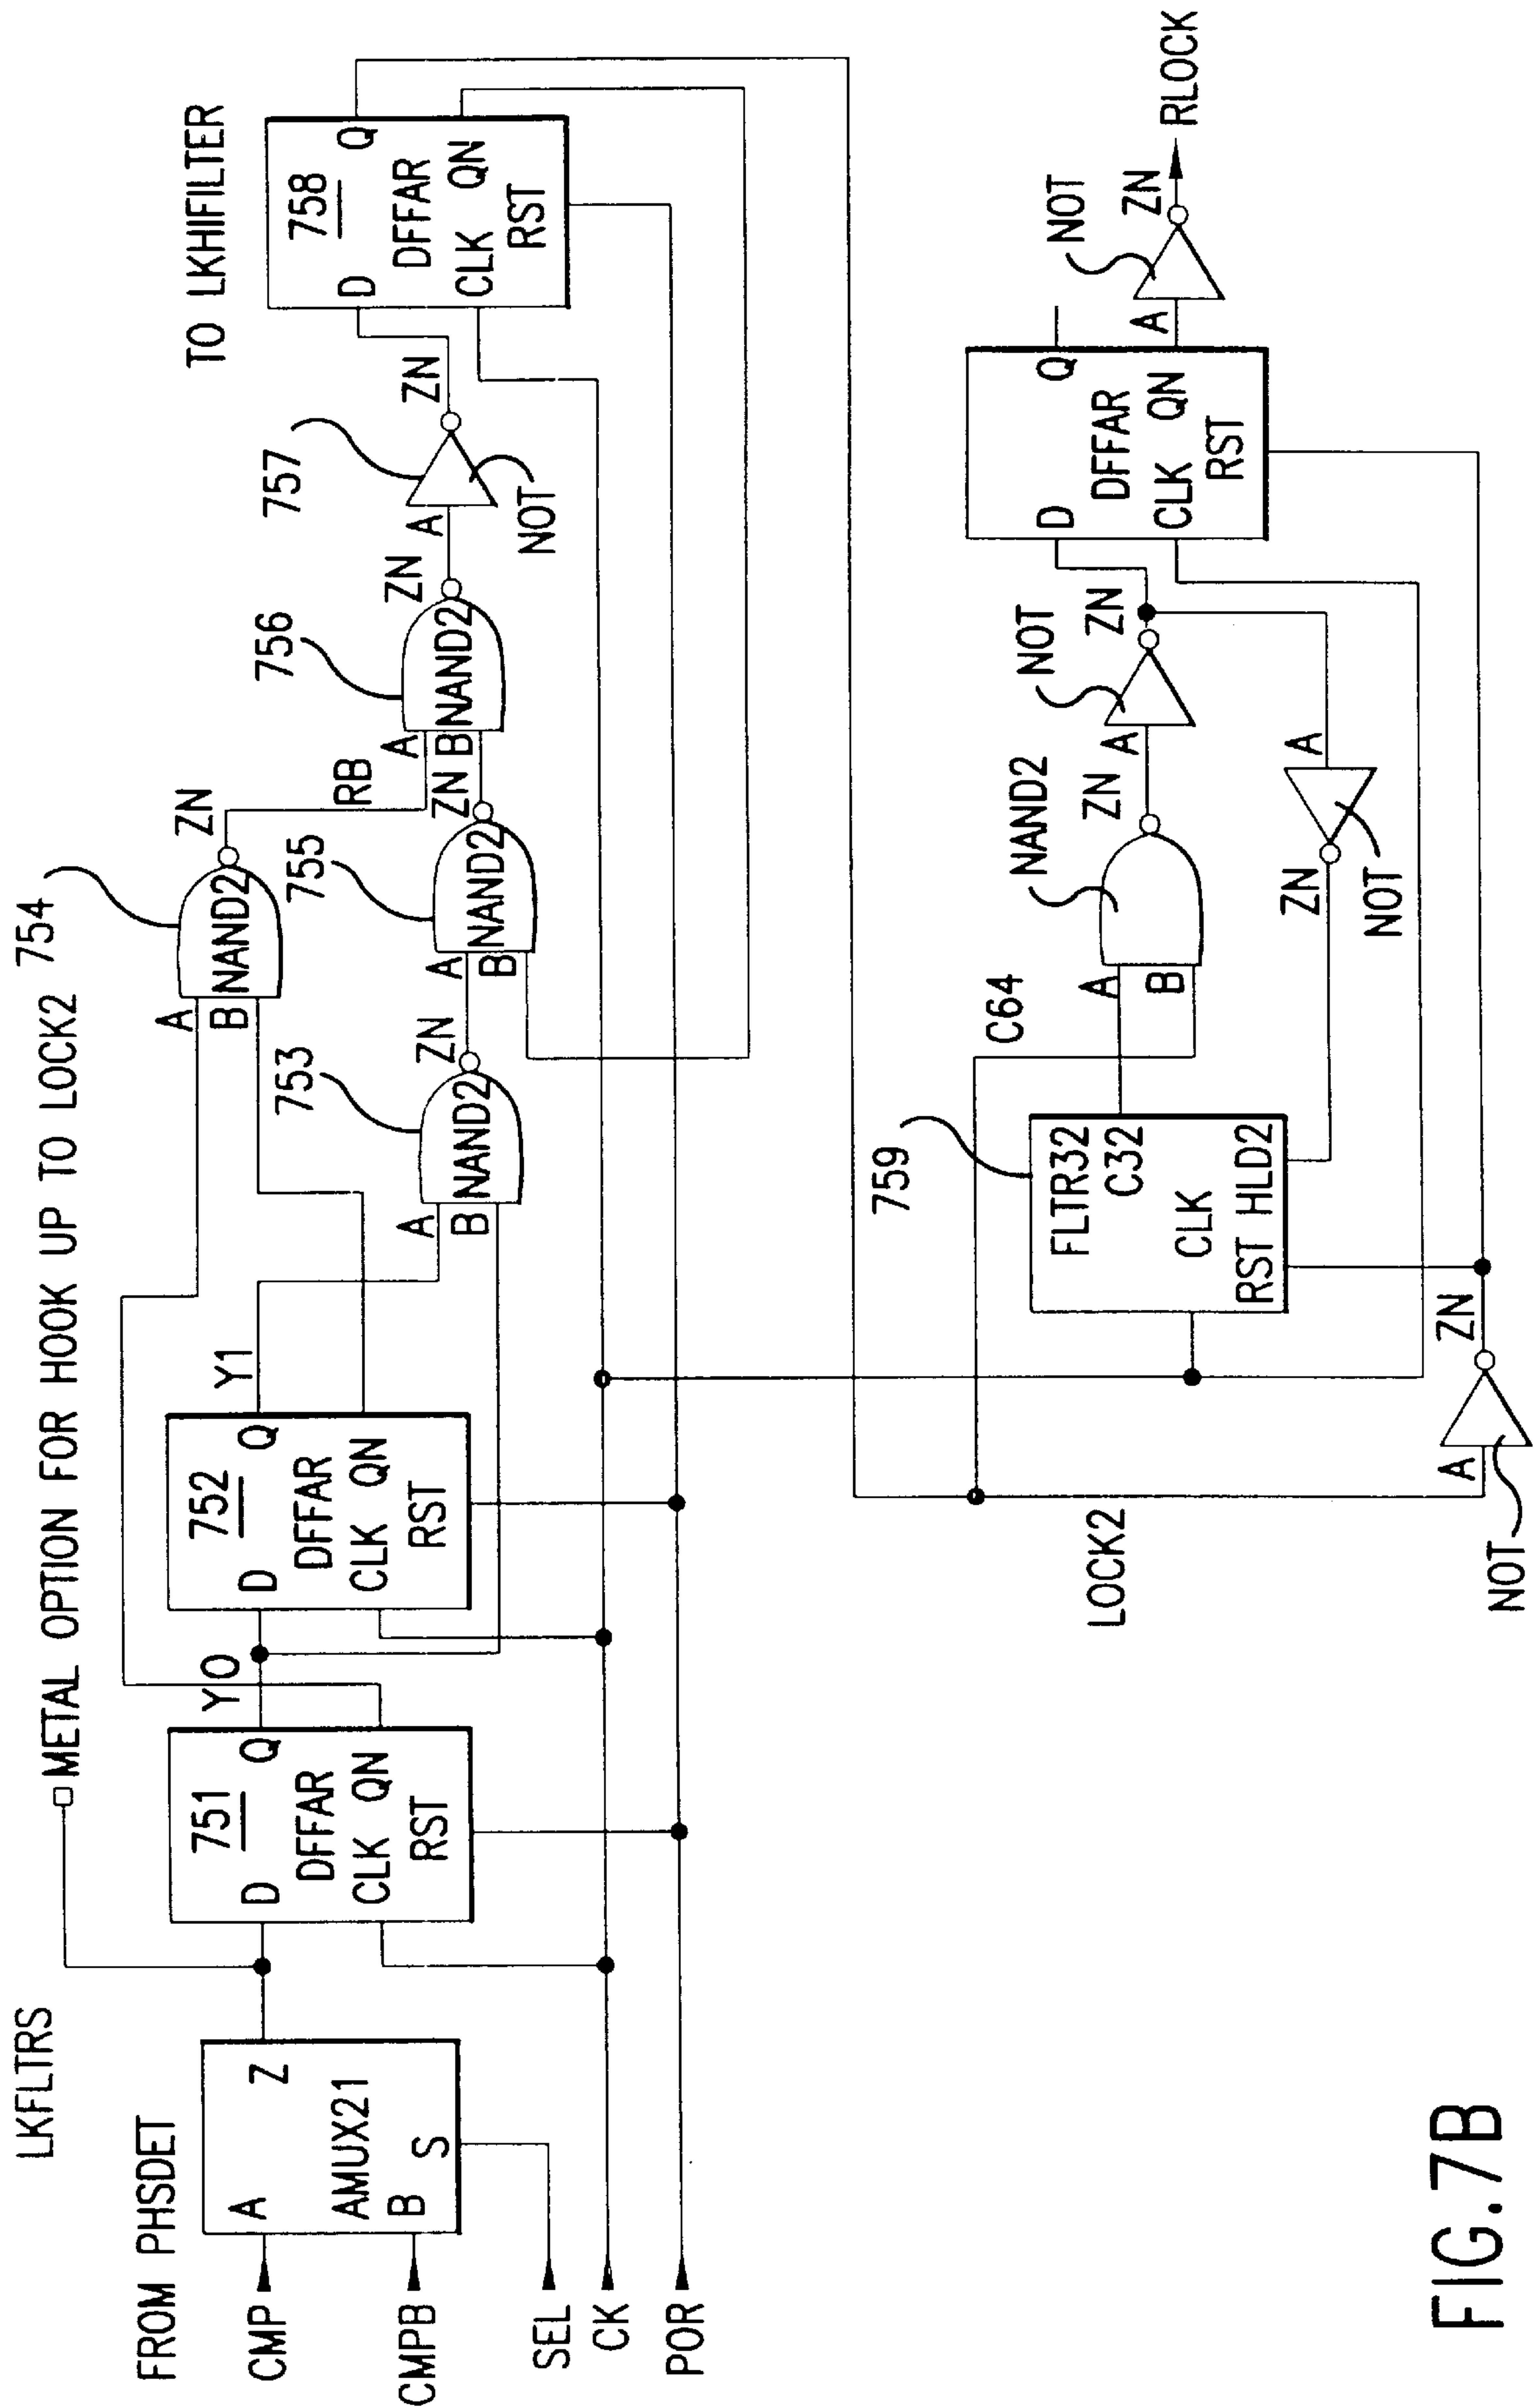 LKFLTRS
METAL OPTION FOR HOOK UP TO LOCK2
FROM PHSDET
TO LKHIFILTER
CMP
CMPB
SEL
CK
POR
A
Z
AMUX21
B
S
751
D
Q
DFFAR
CLK QN
RST
Y0
752
D
Q
DFFAR
CLK QN
RST
Y1
753
A
B
NAND2
ZN
754
A
B
NAND2
ZN
RB
755
A
B
NAND2
ZN
756
A
B
NAND2
ZN
757
A
NOT
ZN
758
D
Q
DFFAR
CLK QN
RST
LOCK2
A
NOT
ZN
759
FLTR32
C32
CLK
RST HLD2
C64
A
B
NAND2
ZN
A
NOT
ZN
A
NOT
ZN
D
Q
DFFAR
CLK QN
RST
A
NOT
ZN
RLOCK
FIG.7B